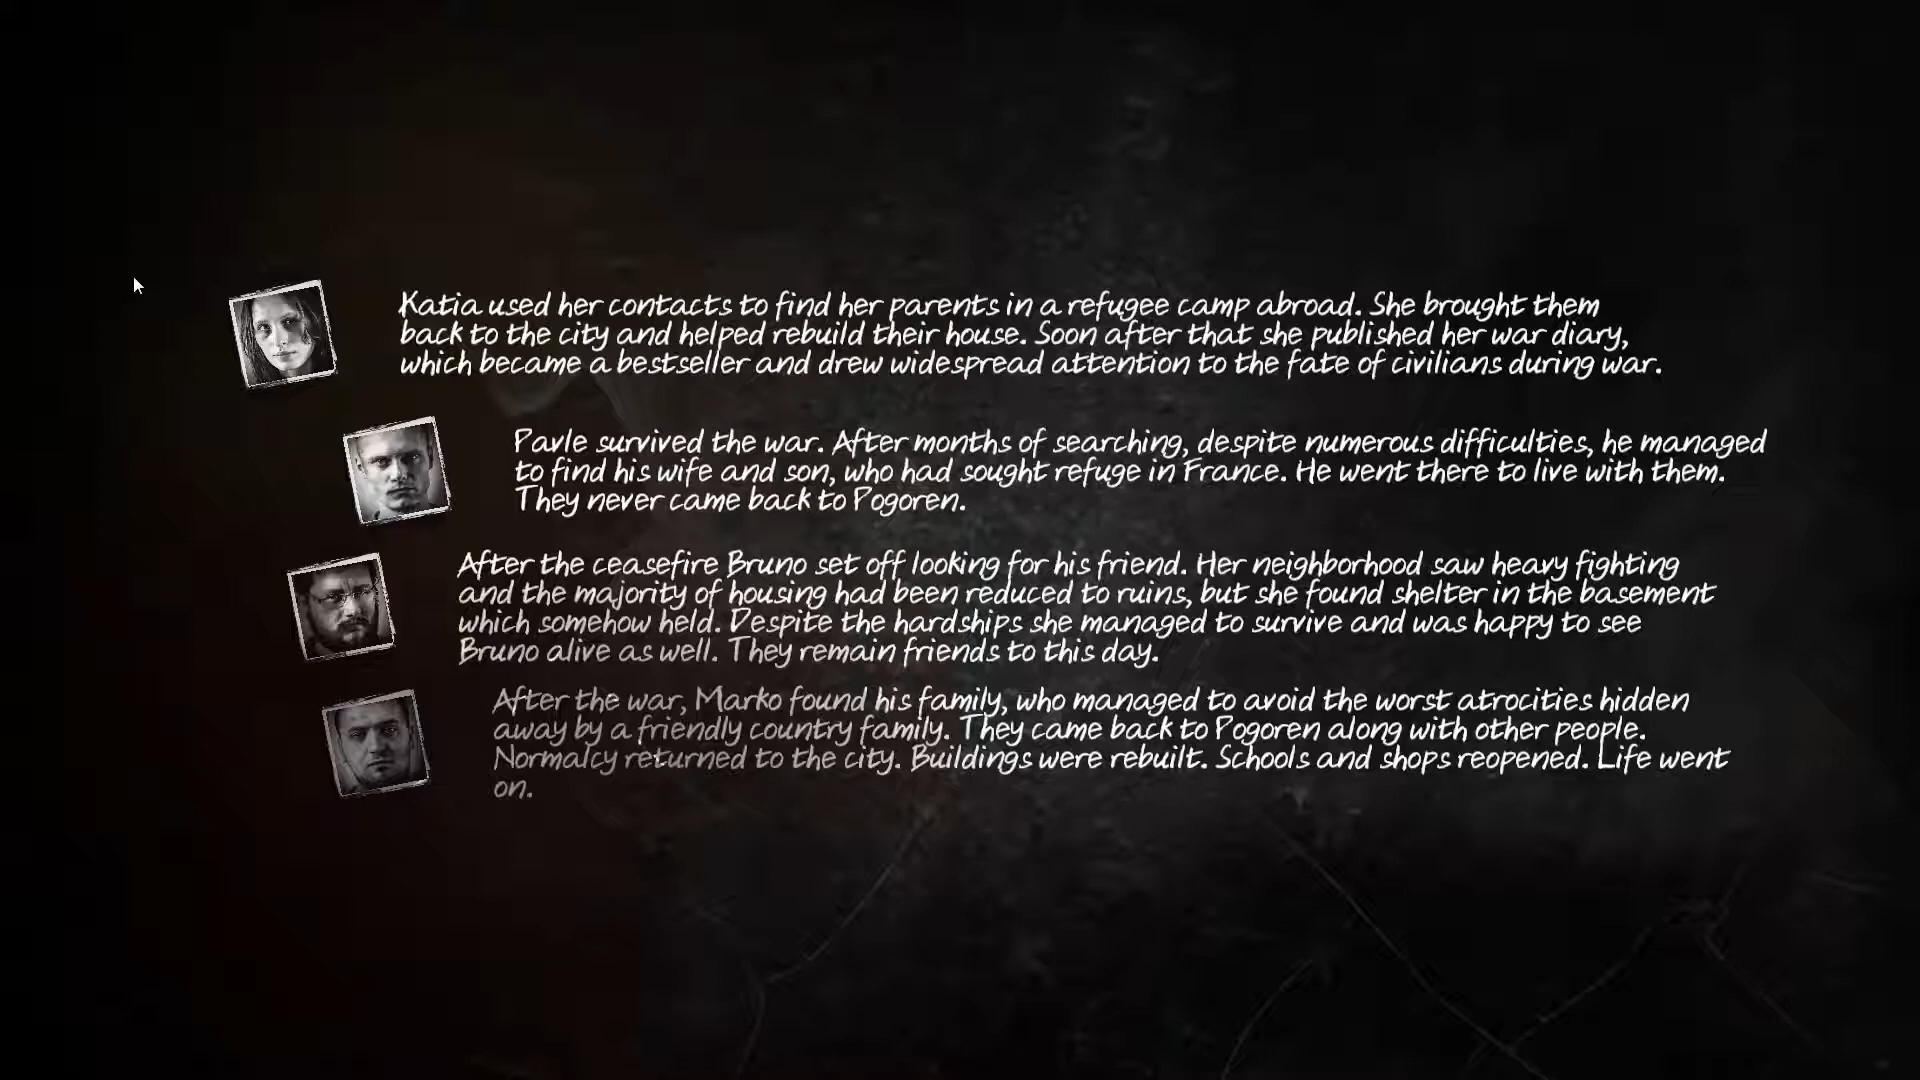 Katia used her contacts to find her parents in a refugee camp abroad. She brought them
back to the city and helped rebuild their house. Soon after that she published her war diary,
which became a bestseller and drew widespread attention to the fate of civilians during war.
Pavle survived the war. After months of searching, despite numerous difficulties, he managed
to find his wife and son, who had sought refuge in France. He went there to live with them.
They never came back to Pogoren.
After the ceasefire Bruno set off looking for his friend. Her neighborhood saw heavy fighting
and the majority of housing had been reduced to ruins, but she found shelter in the basement
which somehow held. Despite the hardships she managed to survive and was happy to see
Bruno alive as well. They remain friends to this day.
After the war, Marko found his family, who managed to avoid the worst atrocities hidden
away by a friendly country family. They came back to Pogoren along with other people.
Normalcy returned to the city. Buildings were rebuilt. Schools and shops reopened. Life went
on.